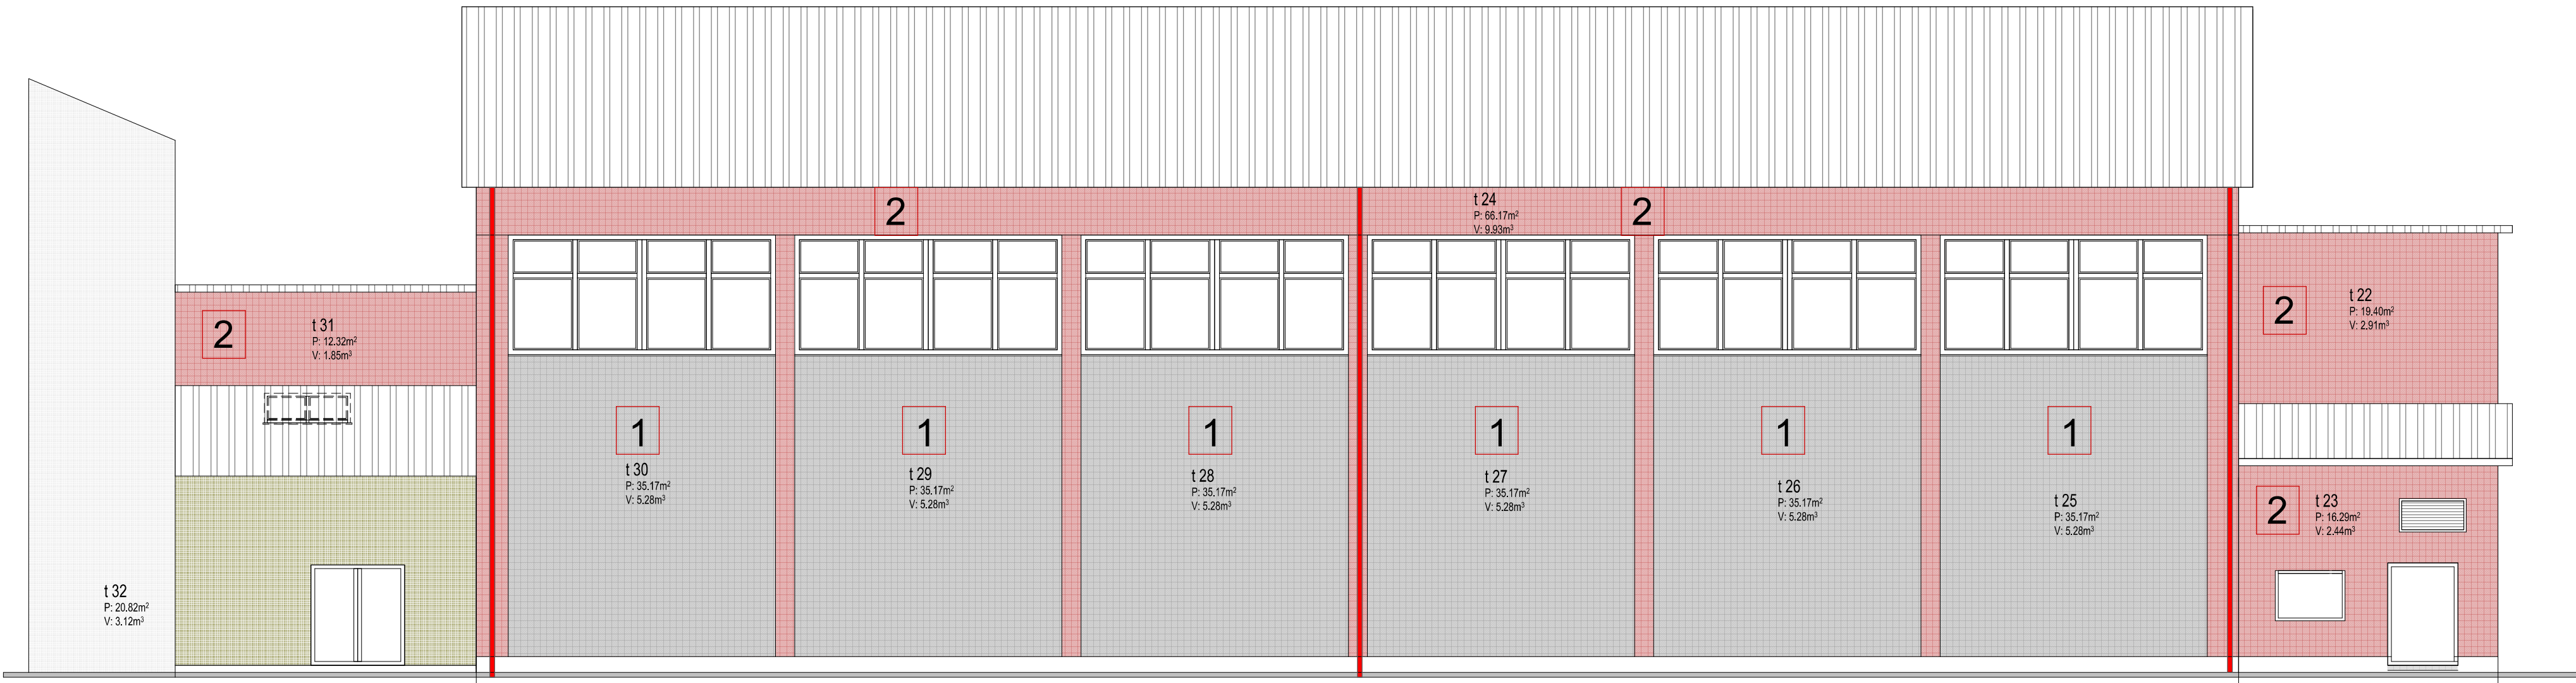 2
t 24
P: 66.17m²
V: 9.93m³
2
2
t 31
P: 12.32m²
V: 1.85m³
2
t 22
P: 19.40m²
V: 2.91m³
1
t 30
P: 35.17m²
V: 5.28m³
1
t 29
P: 35.17m²
V: 5.28m³
1
t 28
P: 35.17m²
V: 5.28m³
1
t 27
P: 35.17m²
V: 5.28m³
1
t 26
P: 35.17m²
V: 5.28m³
1
t 25
P: 35.17m²
V: 5.28m³
2
t 23
P: 16.29m²
V: 2.44m³
t 32
P: 20.82m²
V: 3.12m³